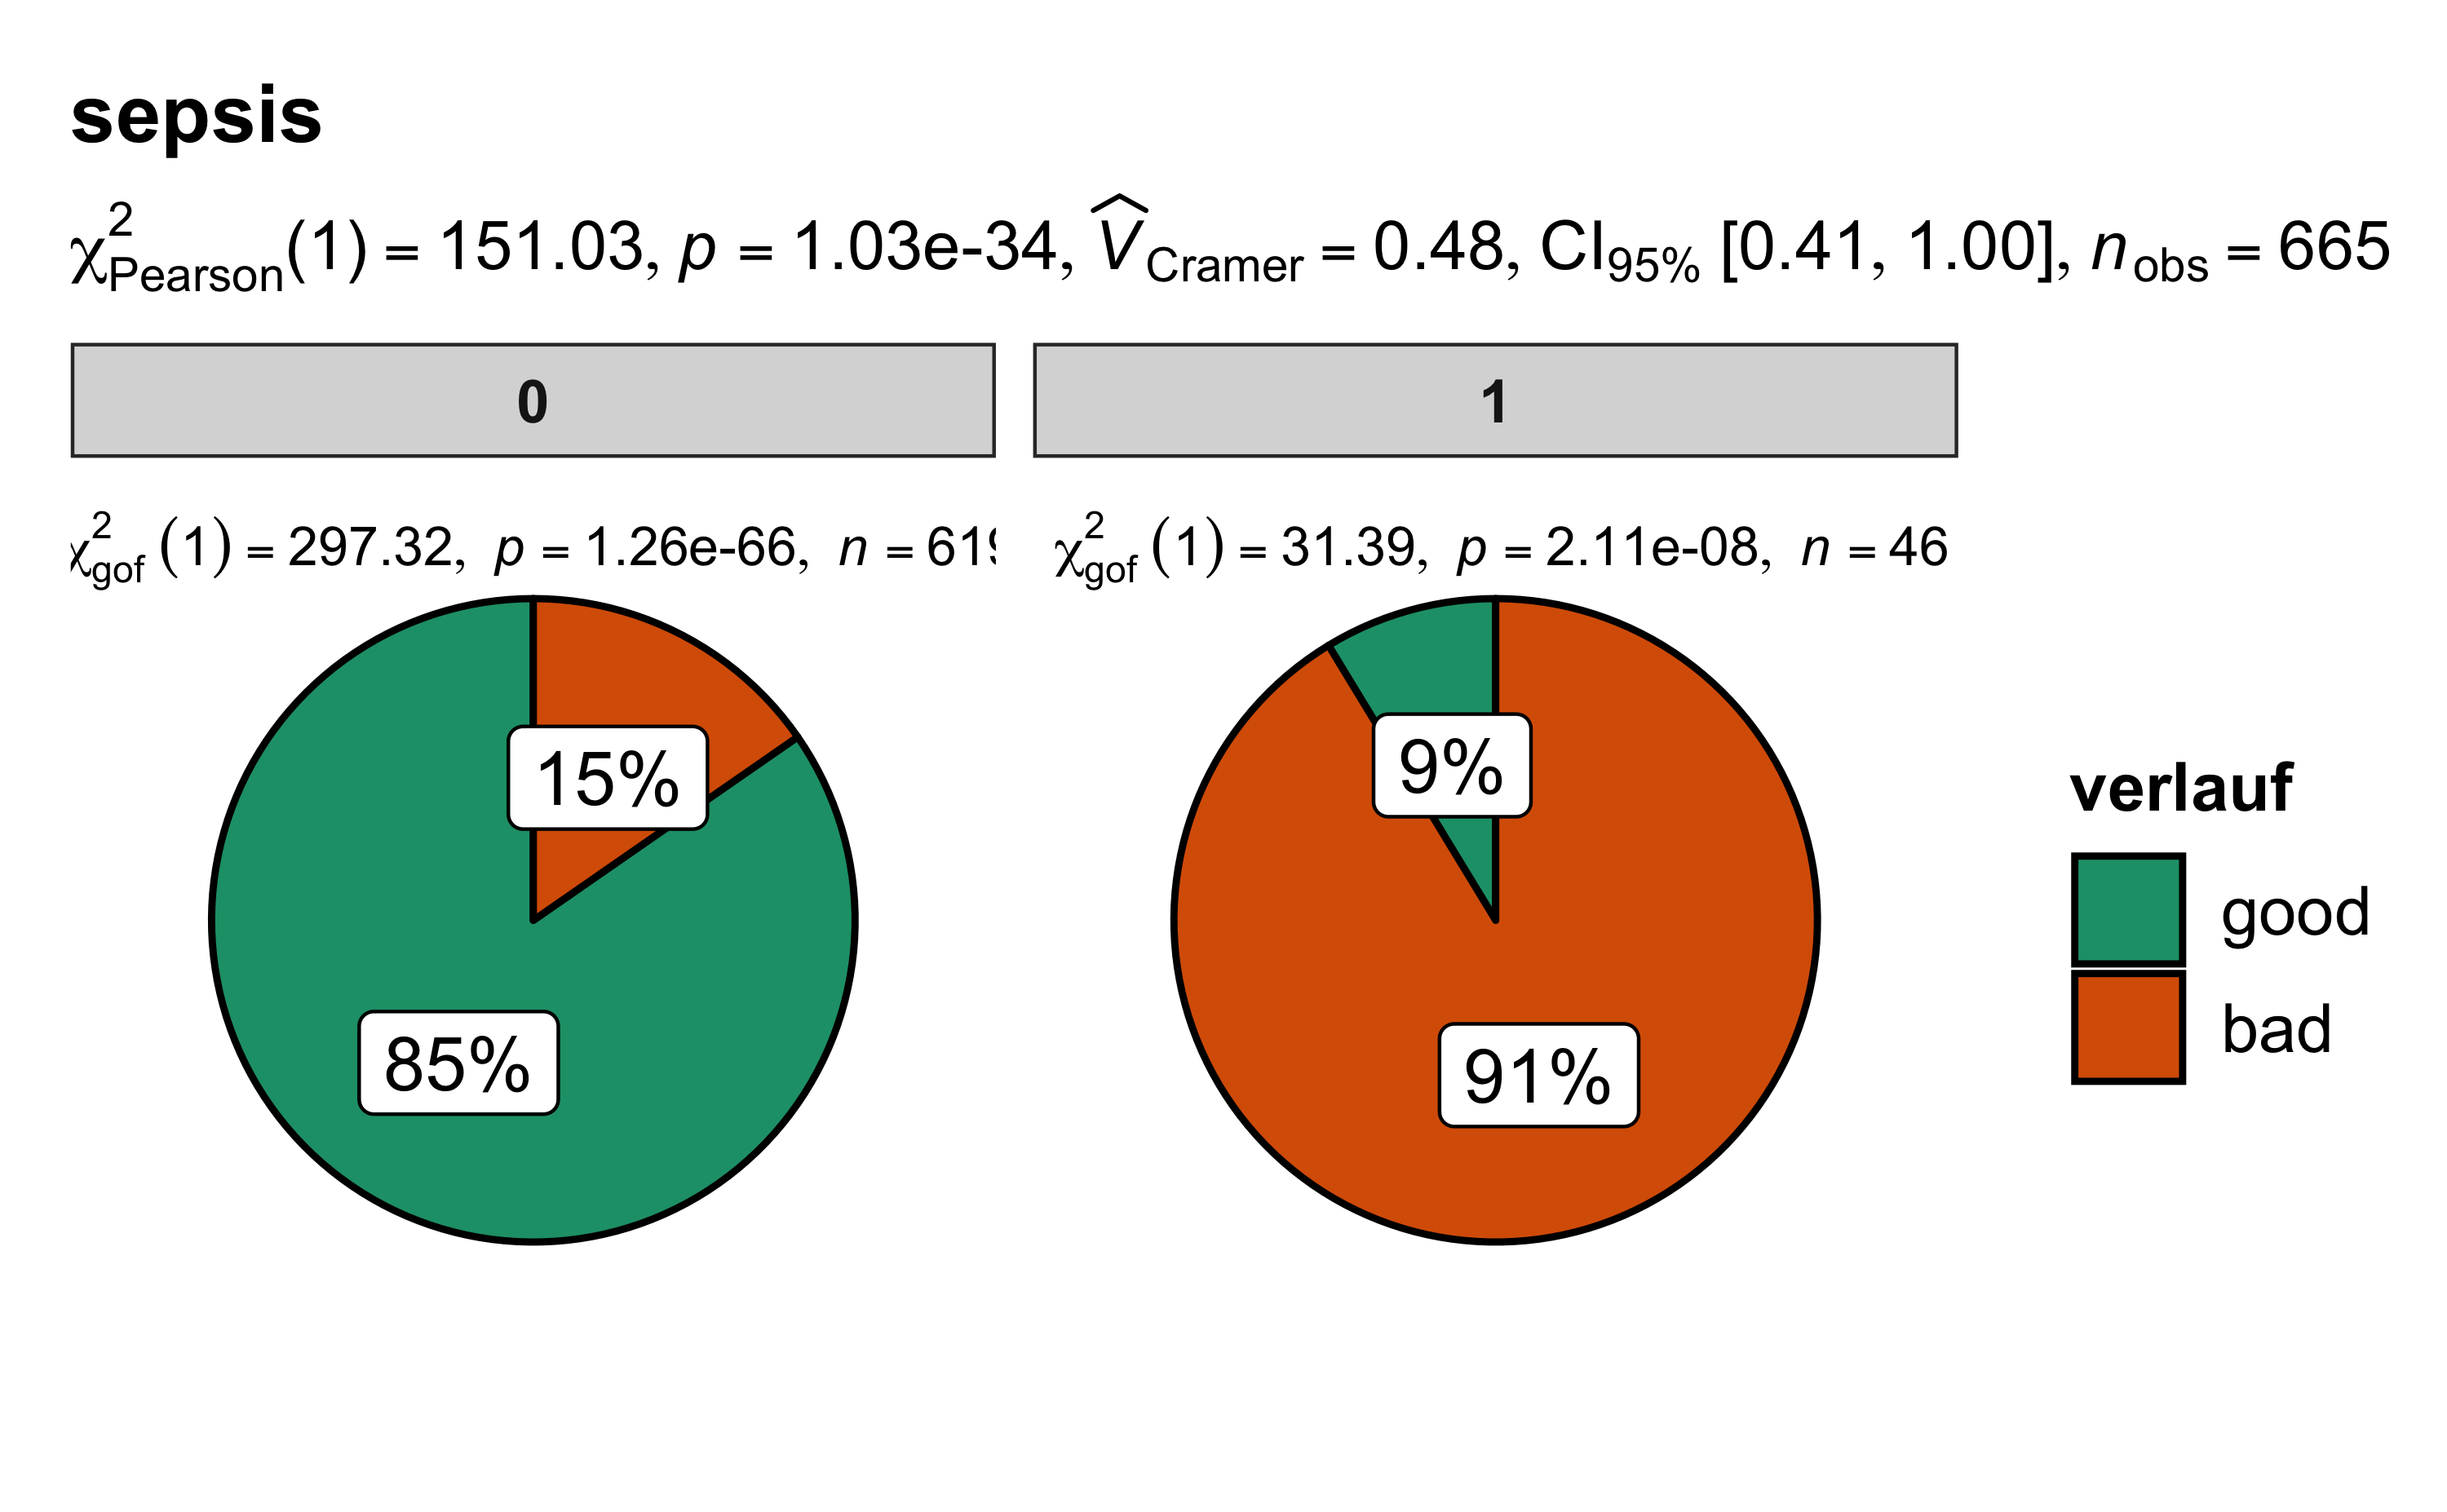 sepsis
χ²Pearson(1) = 151.03, p = 1.03e-34, V̂Cramer = 0.48, CI95% [0.41, 1.00], nobs = 665
0
1
χ²gof (1) = 297.32, p = 1.26e-66, n = 619
χ²gof (1) = 31.39, p = 2.11e-08, n = 46
15%
85%
9%
91%
verlauf
good
bad